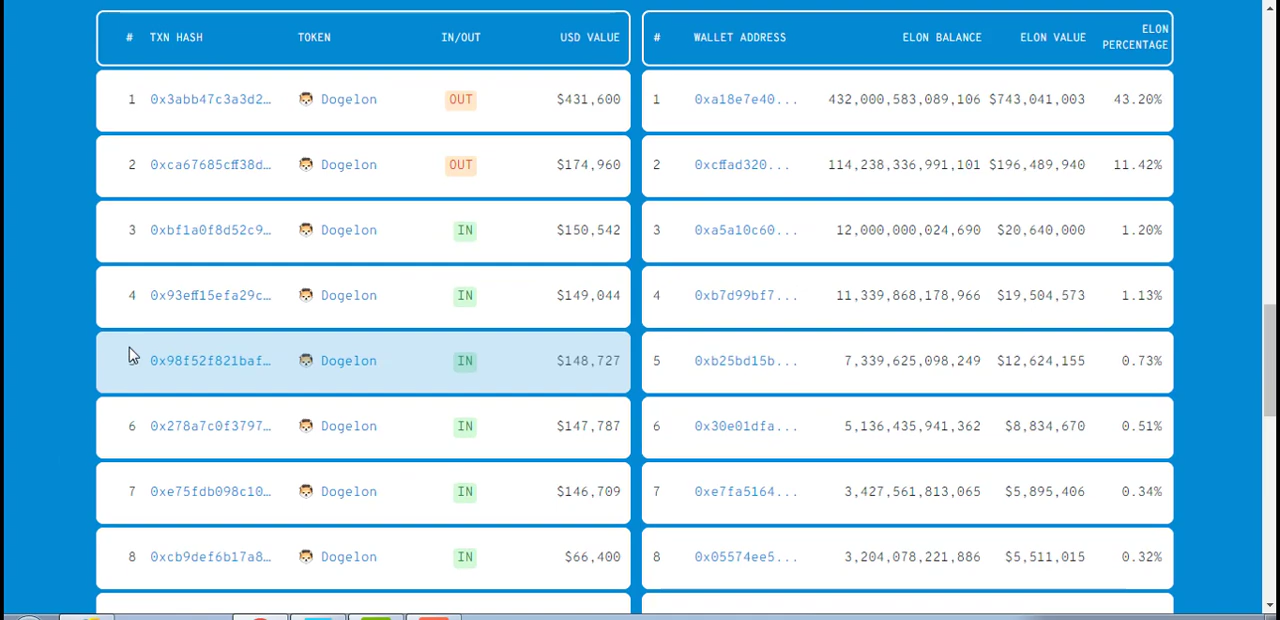 # TXN HASH TOKEN IN/OUT USD VALUE
1 0x3abb47c3a3d2… Dogelon OUT $431,600
2 0xca67685cff38d… Dogelon OUT $174,960
3 0xbf1a0f8d52c9… Dogelon IN $150,542
4 0x93eff15efa29c… Dogelon IN $149,044
0x98f52f821baf… Dogelon IN $148,727
6 0x278a7c0f3797… Dogelon IN $147,787
7 0xe75fdb098c10… Dogelon IN $146,709
8 0xcb9def6b17a8… Dogelon IN $66,400
# WALLET ADDRESS ELON BALANCE ELON VALUE ELON
PERCENTAGE
1 0xa18e7e40... 432,000,583,089,106 $743,041,003 43.20%
2 0xcffad320... 114,238,336,991,101 $196,489,940 11.42%
3 0xa5a10c60... 12,000,000,024,690 $20,640,000 1.20%
4 0xb7d99bf7... 11,339,868,178,966 $19,504,573 1.13%
5 0xb25bd15b... 7,339,625,098,249 $12,624,155 0.73%
6 0x30e01dfa... 5,136,435,941,362 $8,834,670 0.51%
7 0xe7fa5164... 3,427,561,813,065 $5,895,406 0.34%
8 0x05574ee5... 3,204,078,221,886 $5,511,015 0.32%